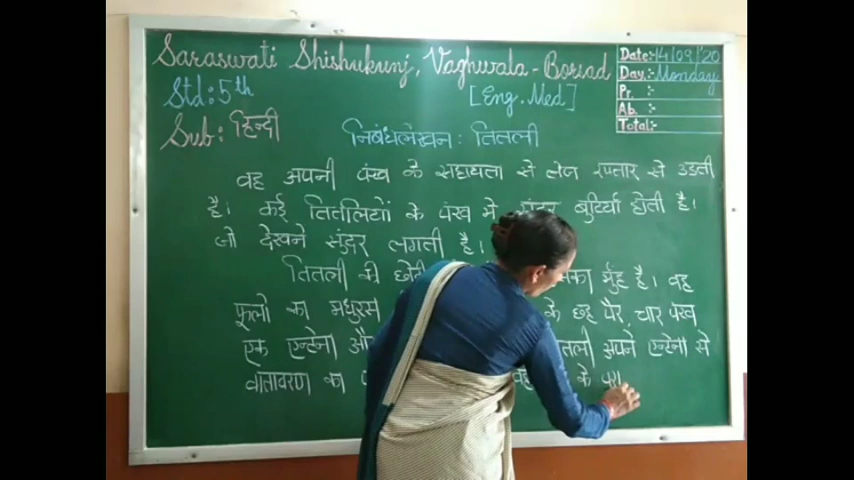 Saraswati Shishukunj, Vaghwala - Borsad
Date:- 14/09/'20
Day:- Monday
Pr. :-
Ab. :-
Total:-
Std: 5th
[Eng. Med]
Sub: हिन्दी
निबंधलेखन : तितली
वह अपनी पंख के सहायता से तेज रफ्तार से उडती
है। कई तितलियों के पंख में सुंदर बुटियाँ होती है।
जो देखने सुंदर लगती है।
तितली की छोटी मुँह है। वह
फूलो का मधुरस के छह पैर, चार पंख
एक एन्टेना अपने एन्टेना से
वातावरण का वह के